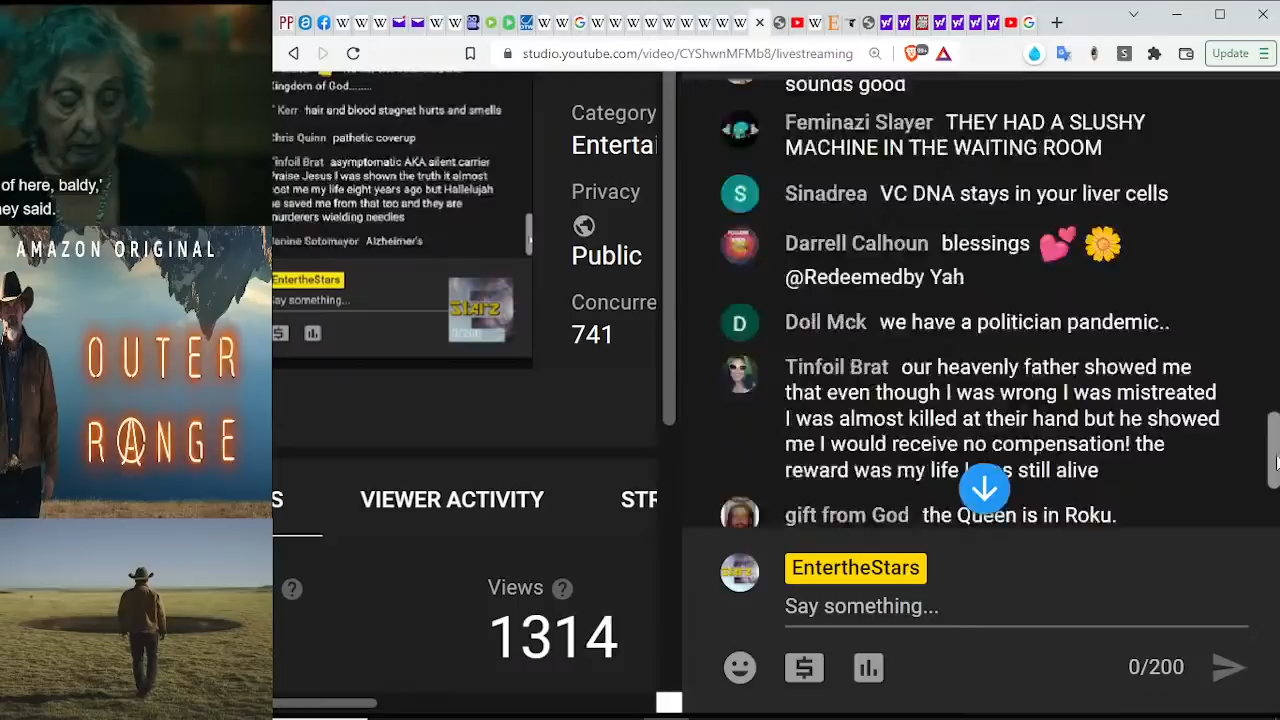 of here, baldy,'
ey said.
AMAZON ORIGINAL
OUTER
RANGE
studio.youtube.com/video/CYShwnMFMb8/livestreaming
Update
Kingdom of God........
Kerr hair and blood stagnet hurts and smells
Chris Quinn pathetic coverup
Tinfoil Brat asymptomatic AKA silent carrier
Praise Jesus I was shown the truth it almost
cost me my life eight years ago but Hallelujah
he saved me from that too and they are
murderers wielding needles
Janine Sotomayor Alzheimer's
EntertheStars
Say something...
Starz
0/200
Category
Enterta
Privacy
Public
Concurre
741
S
VIEWER ACTIVITY
STR
Views
1314
sounds good
Feminazi Slayer THEY HAD A SLUSHY
MACHINE IN THE WAITING ROOM
S
Sinadrea VC DNA stays in your liver cells
Darrell Calhoun blessings 💕 🌼
@Redeemedby Yah
D
Doll Mck we have a politician pandemic..
Tinfoil Brat our heavenly father showed me
that even though I was wrong I was mistreated
I was almost killed at their hand but he showed
me I would receive no compensation! the
reward was my life still alive
gift from God the Queen is in Roku.
EntertheStars
Say something...
0/200